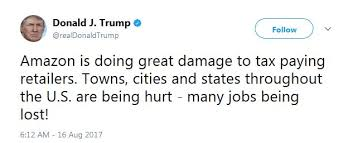 Donald J. Trump
@realDonaldTrump
Follow
Amazon is doing great damage to tax paying
retailers. Towns, cities and states throughout
the U.S. are being hurt - many jobs being
lost!
6:12 AM - 16 Aug 2017